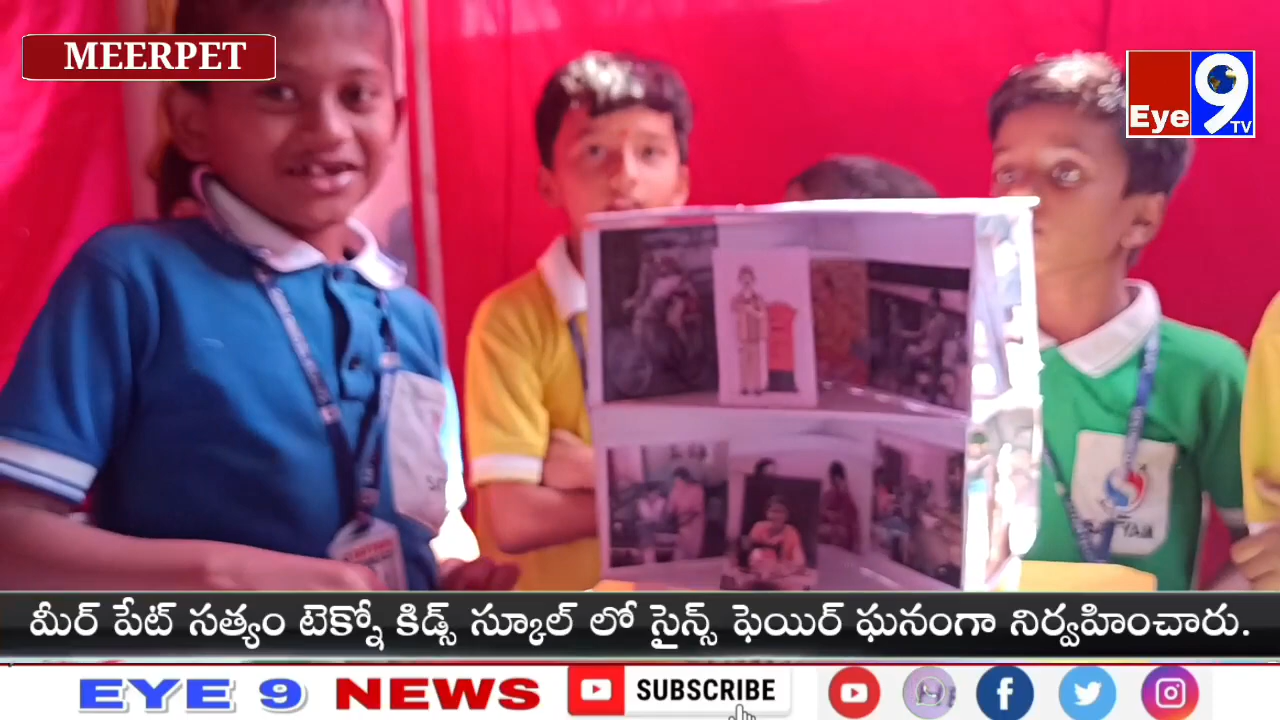 MEERPET
Eye 9 TV
మీర్ పేట్ సత్యం టెక్నో కిడ్స్ స్కూల్ లో సైన్స్ ఫెయిర్ ఘనంగా నిర్వహించారు.
EYE 9 NEWS
SUBSCRIBE